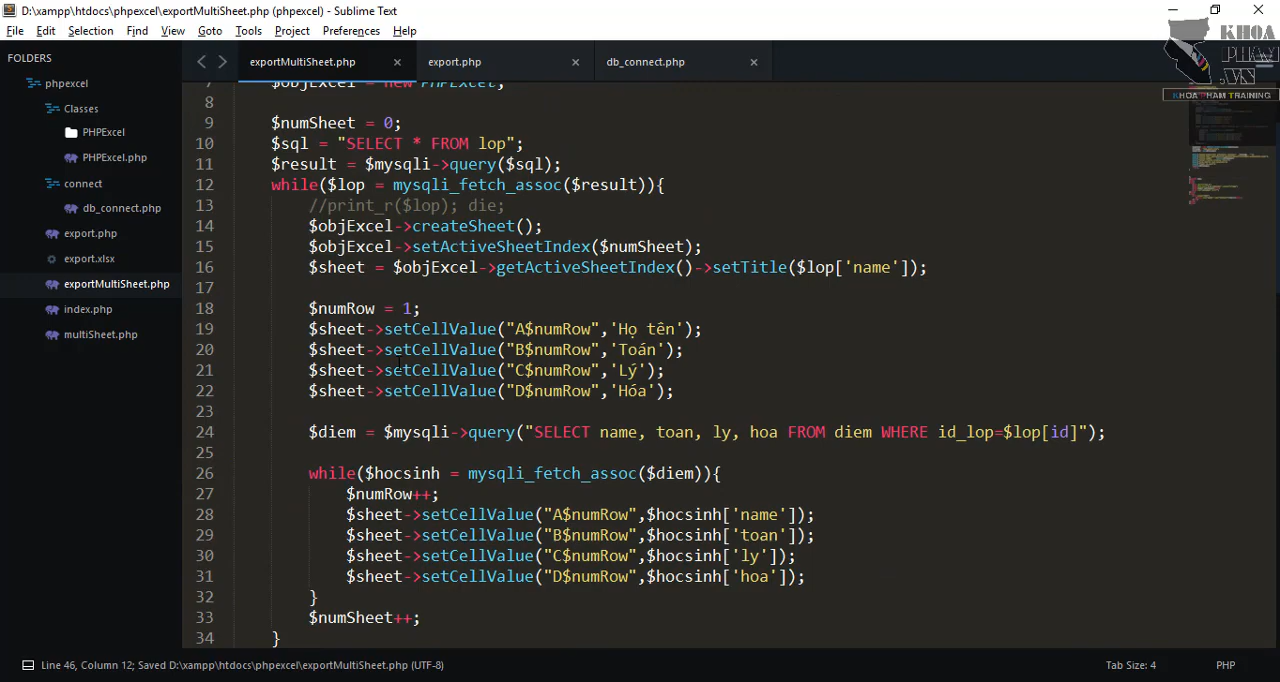 D:\xampp\htdocs\phpexcel\exportMultiSheet.php (phpexcel) - Sublime Text
File Edit Selection Find View Goto Tools Project Preferences Help
KHOA
PHAM
.VN
KHOA PHAM TRAINING
FOLDERS
phpexcel
Classes
PHPExcel
PHPExcel.php
connect
db_connect.php
export.php
export.xlsx
exportMultiSheet.php
index.php
multiSheet.php
exportMultiSheet.php export.php db_connect.php
7 $objExcel = new PHPExcel;
8
9 $numSheet = 0;
10 $sql = "SELECT * FROM lop";
11 $result = $mysqli->query($sql);
12 while($lop = mysqli_fetch_assoc($result)){
13 //print_r($lop); die;
14 $objExcel->createSheet();
15 $objExcel->setActiveSheetIndex($numSheet);
16 $sheet = $objExcel->getActiveSheetIndex()->setTitle($lop['name']);
17
18 $numRow = 1;
19 $sheet->setCellValue("A$numRow",'Họ tên');
20 $sheet->setCellValue("B$numRow",'Toán');
21 $sheet->setCellValue("C$numRow",'Lý');
22 $sheet->setCellValue("D$numRow",'Hóa');
23
24 $diem = $mysqli->query("SELECT name, toan, ly, hoa FROM diem WHERE id_lop=$lop[id]");
25
26 while($hocsinh = mysqli_fetch_assoc($diem)){
27 $numRow++;
28 $sheet->setCellValue("A$numRow",$hocsinh['name']);
29 $sheet->setCellValue("B$numRow",$hocsinh['toan']);
30 $sheet->setCellValue("C$numRow",$hocsinh['ly']);
31 $sheet->setCellValue("D$numRow",$hocsinh['hoa']);
32 }
33 $numSheet++;
34 }
Line 46, Column 12; Saved D:\xampp\htdocs\phpexcel\exportMultiSheet.php (UTF-8) Tab Size: 4 PHP